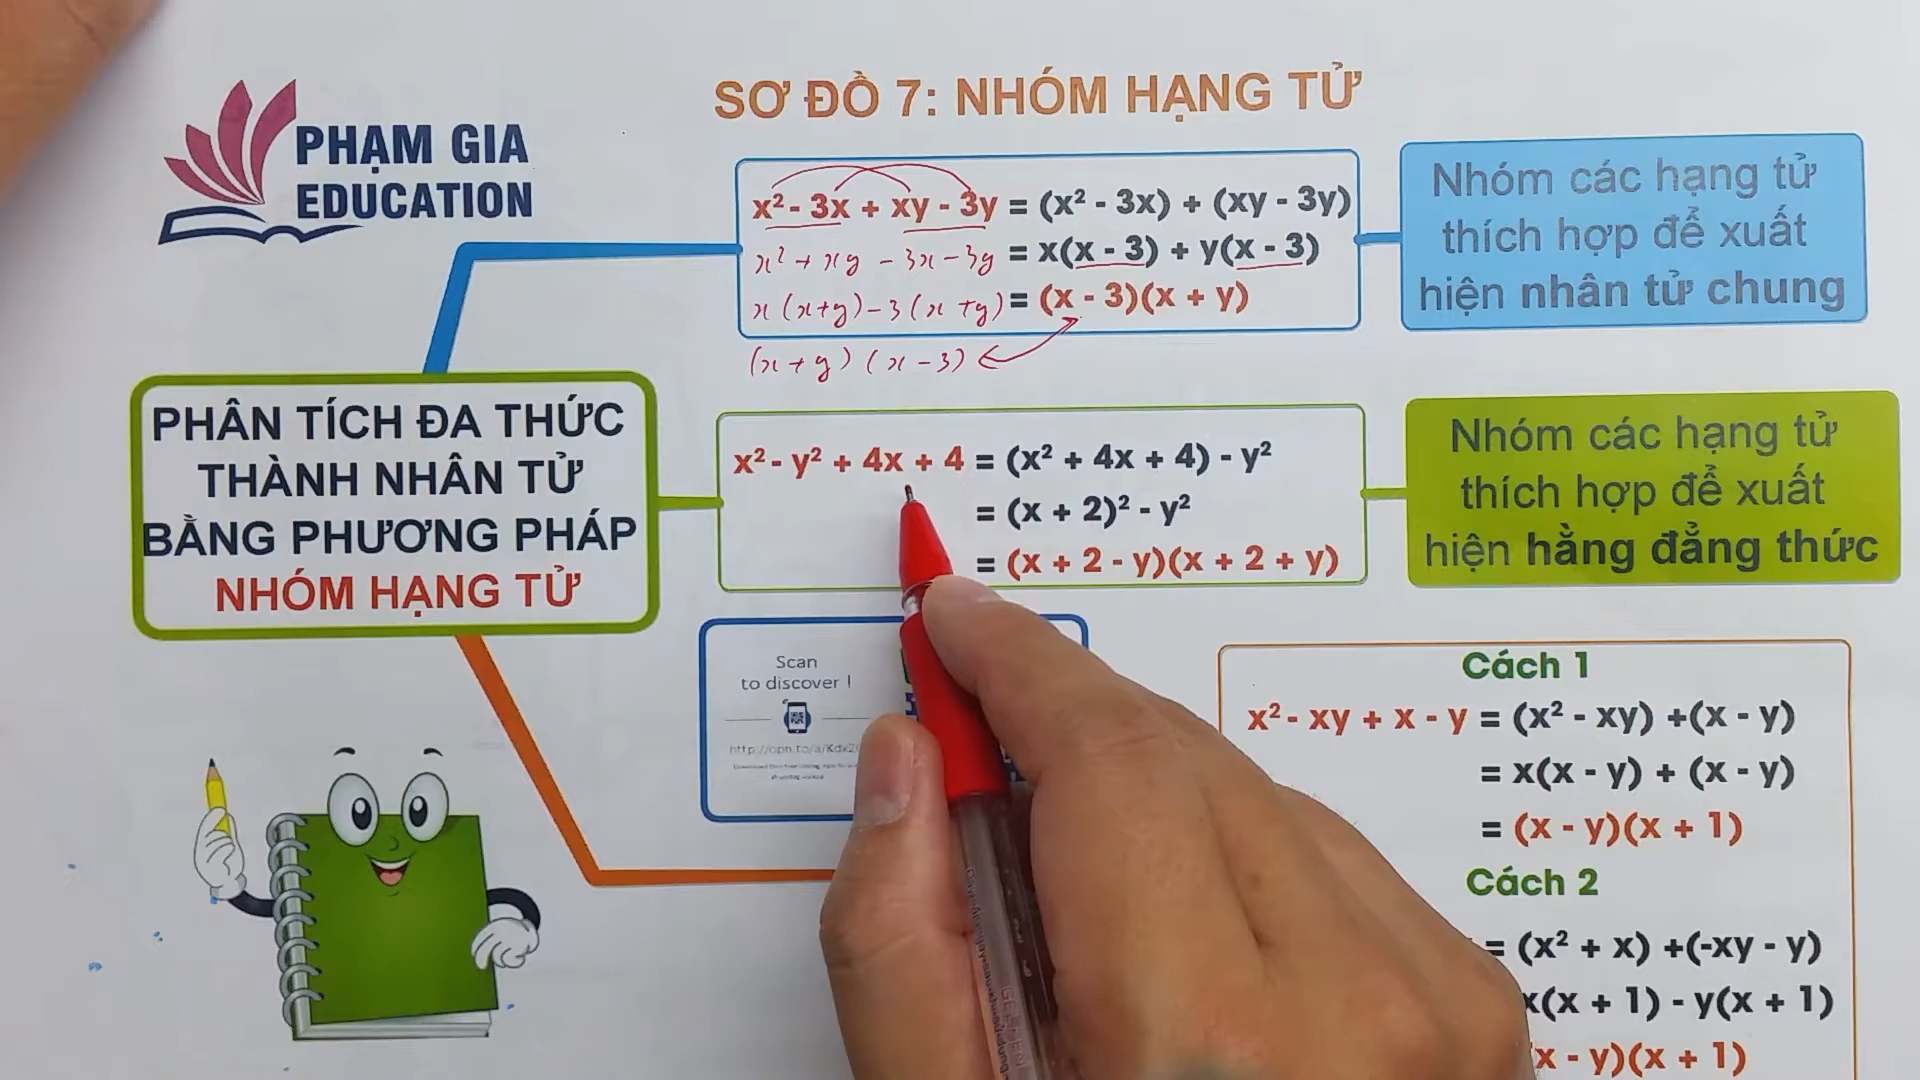 SƠ ĐỒ 7: NHÓM HẠNG TỬ
PHẠM GIA
EDUCATION
x² - 3x + xy - 3y = (x² - 3x) + (xy - 3y)
x² + xy - 3x - 3y = x(x - 3) + y(x - 3)
x (x+y) - 3 (x + y) = (x - 3)(x + y)
(x + y) (x - 3)
Nhóm các hạng tử
thích hợp để xuất
hiện nhân tử chung
PHÂN TÍCH ĐA THỨC
THÀNH NHÂN TỬ
BẰNG PHƯƠNG PHÁP
NHÓM HẠNG TỬ
x² - y² + 4x + 4 = (x² + 4x + 4) - y²
= (x + 2)² - y²
= (x + 2 - y)(x + 2 + y)
Nhóm các hạng tử
thích hợp để xuất
hiện hằng đẳng thức
Scan
to discover !
http://opn.to/a/Kdx2
Cách 1
x² - xy + x - y = (x² - xy) +(x - y)
= x(x - y) + (x - y)
= (x - y)(x + 1)
Cách 2
= (x² + x) +(-xy - y)
x(x + 1) - y(x + 1)
x - y)(x + 1)